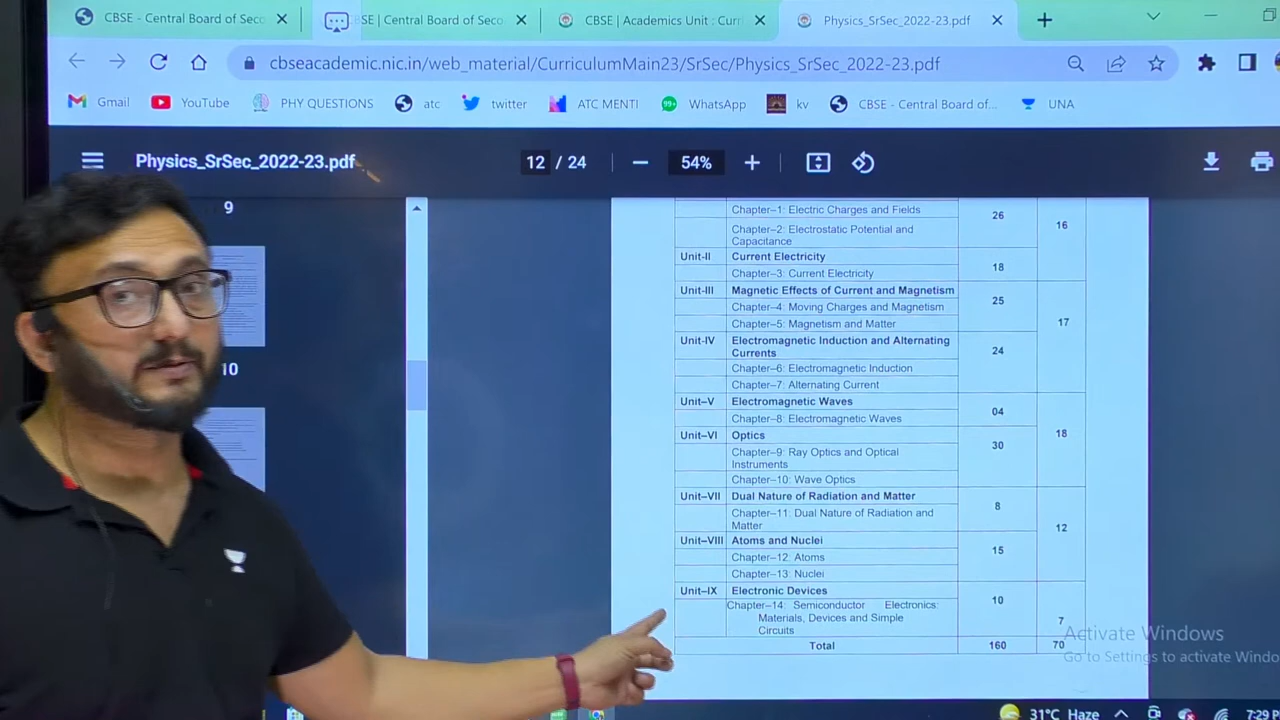 CBSE - Central Board of Seco
SE | Central Board of Seco
CBSE | Academics Unit : Curri
Physics_SrSec_2022-23.pdf
cbseacademic.nic.in/web_material/CurriculumMain23/SrSec/Physics_SrSec_2022-23.pdf
Gmail YouTube PHY QUESTIONS atc twitter ATC MENTI 99+ WhatsApp kv CBSE - Central Board of... UNA
Physics_SrSec_2022-23.pdf 12 / 24 54%
9
10
Chapter–1: Electric Charges and Fields 26 16
Chapter–2: Electrostatic Potential and
Capacitance
Unit-II Current Electricity 18
Chapter–3: Current Electricity
Unit-III Magnetic Effects of Current and Magnetism 25 17
Chapter–4: Moving Charges and Magnetism
Chapter–5: Magnetism and Matter
Unit-IV Electromagnetic Induction and Alternating
Currents 24
Chapter–6: Electromagnetic Induction
Chapter–7: Alternating Current
Unit–V Electromagnetic Waves 04 18
Chapter–8: Electromagnetic Waves
Unit–VI Optics 30
Chapter–9: Ray Optics and Optical
Instruments
Chapter–10: Wave Optics
Unit–VII Dual Nature of Radiation and Matter 8 12
Chapter–11: Dual Nature of Radiation and
Matter
Unit–VIII Atoms and Nuclei 15
Chapter–12: Atoms
Chapter–13: Nuclei
Unit–IX Electronic Devices 10 7
Chapter–14: Semiconductor Electronics:
Materials, Devices and Simple
Circuits
Total 160 70
Activate Windows
Go to Settings to activate Windo
31°C Haze 7:29 P